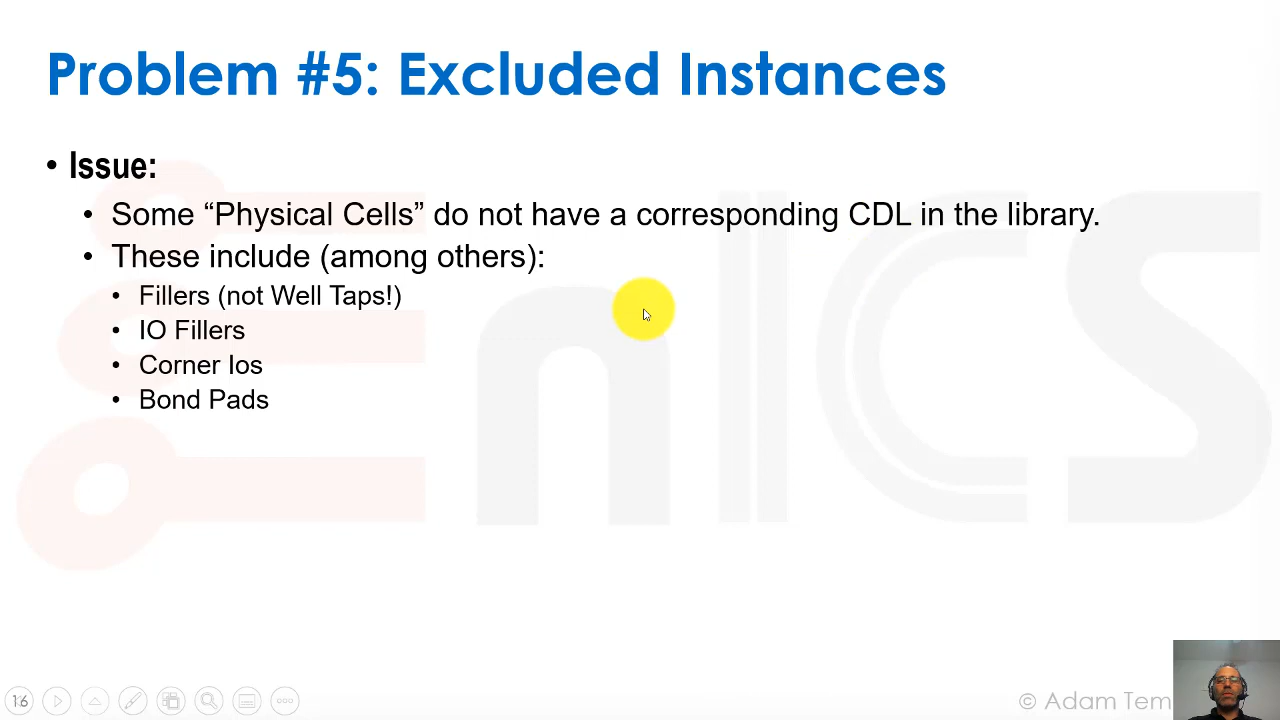 Problem #5: Excluded Instances
• Issue:
• Some “Physical Cells” do not have a corresponding CDL in the library.
• These include (among others):
• Fillers (not Well Taps!)
• IO Fillers
• Corner Ios
• Bond Pads
enICS
16
© Adam Tem